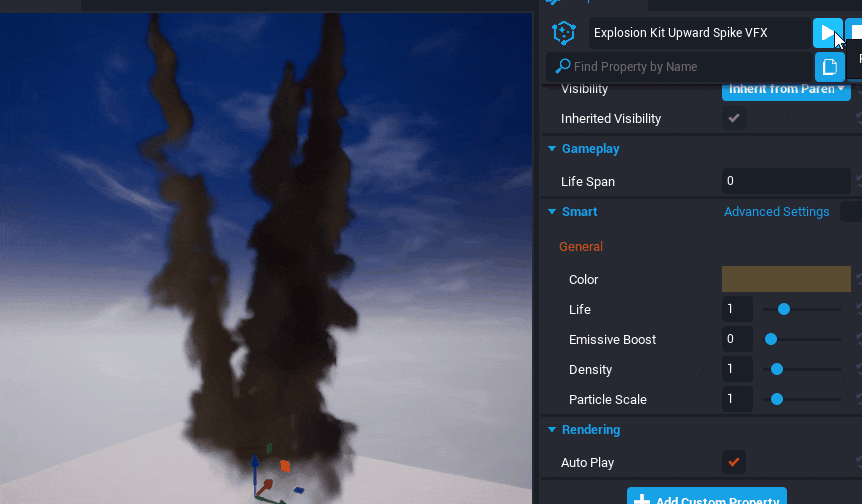 Explosion Kit Upward Spike VFX
Find Property by Name
Visibility
Inherit from Paren
Inherited Visibility
Gameplay
Life Span 0
Smart Advanced Settings
General
Color
Life 1
Emissive Boost 0
Density 1
Particle Scale 1
Rendering
Auto Play
Add Custom Property